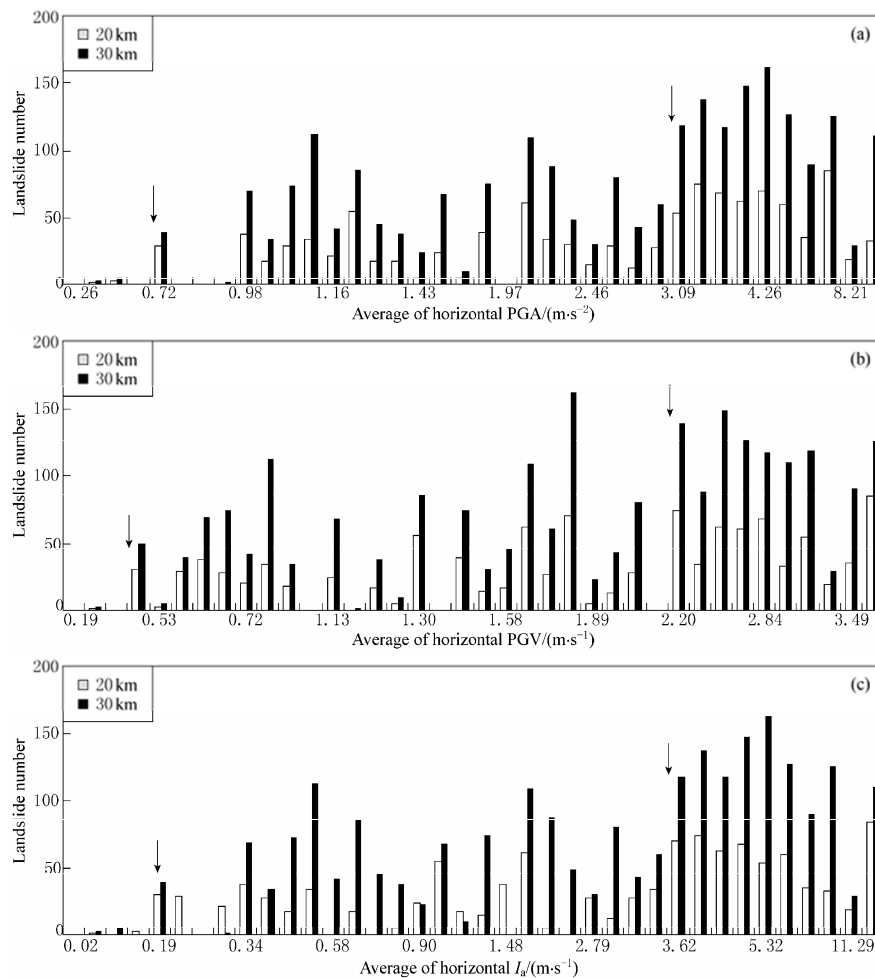 200
20 km
30 km
(a)
150
100
50
0
Landslide number
0.26 0.72 0.98 1.16 1.43 1.97 2.46 3.09 4.26 8.21
Average of horizontal PGA/(m·s⁻²)
200
20 km
30 km
(b)
150
100
50
0
Landslide number
0.19 0.53 0.72 1.13 1.30 1.58 1.89 2.20 2.84 3.49
Average of horizontal PGV/(m·s⁻¹)
200
20 km
30 km
(c)
150
100
50
0
Landslide number
0.02 0.19 0.34 0.58 0.90 1.48 2.79 3.62 5.32 11.29
Average of horizontal Iₐ/(m·s⁻¹)